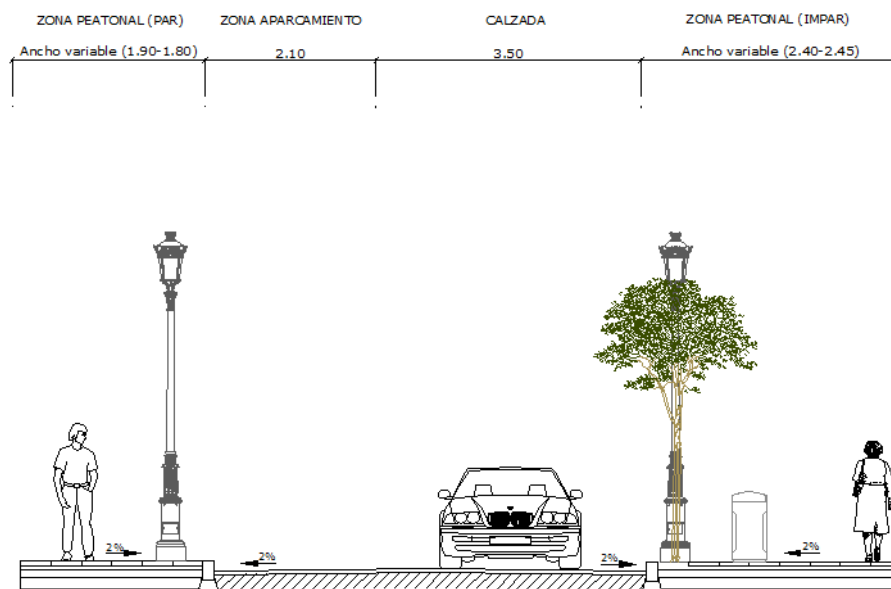 ZONA PEATONAL (PAR)
Ancho variable (1.90-1.80)
ZONA APARCAMIENTO
2.10
CALZADA
3.50
ZONA PEATONAL (IMPAR)
Ancho variable (2.40-2.45)
2%
2%
2%
2%